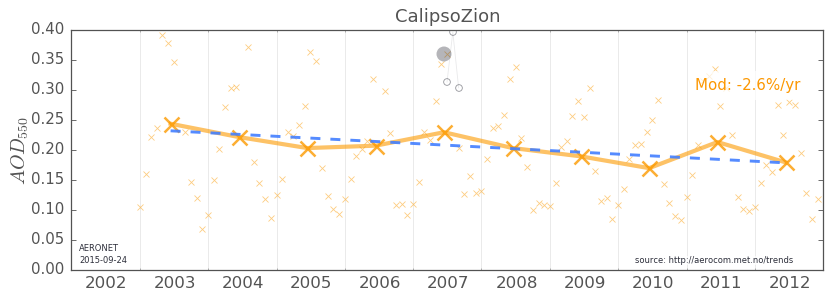 CalipsoZion
0.40
0.35
0.30
0.25
0.20
0.15
0.10
0.05
0.00
AOD550
Mod: -2.6%/yr
AERONET
2015-09-24
source: http://aerocom.met.no/trends
2002 2003 2004 2005 2006 2007 2008 2009 2010 2011 2012